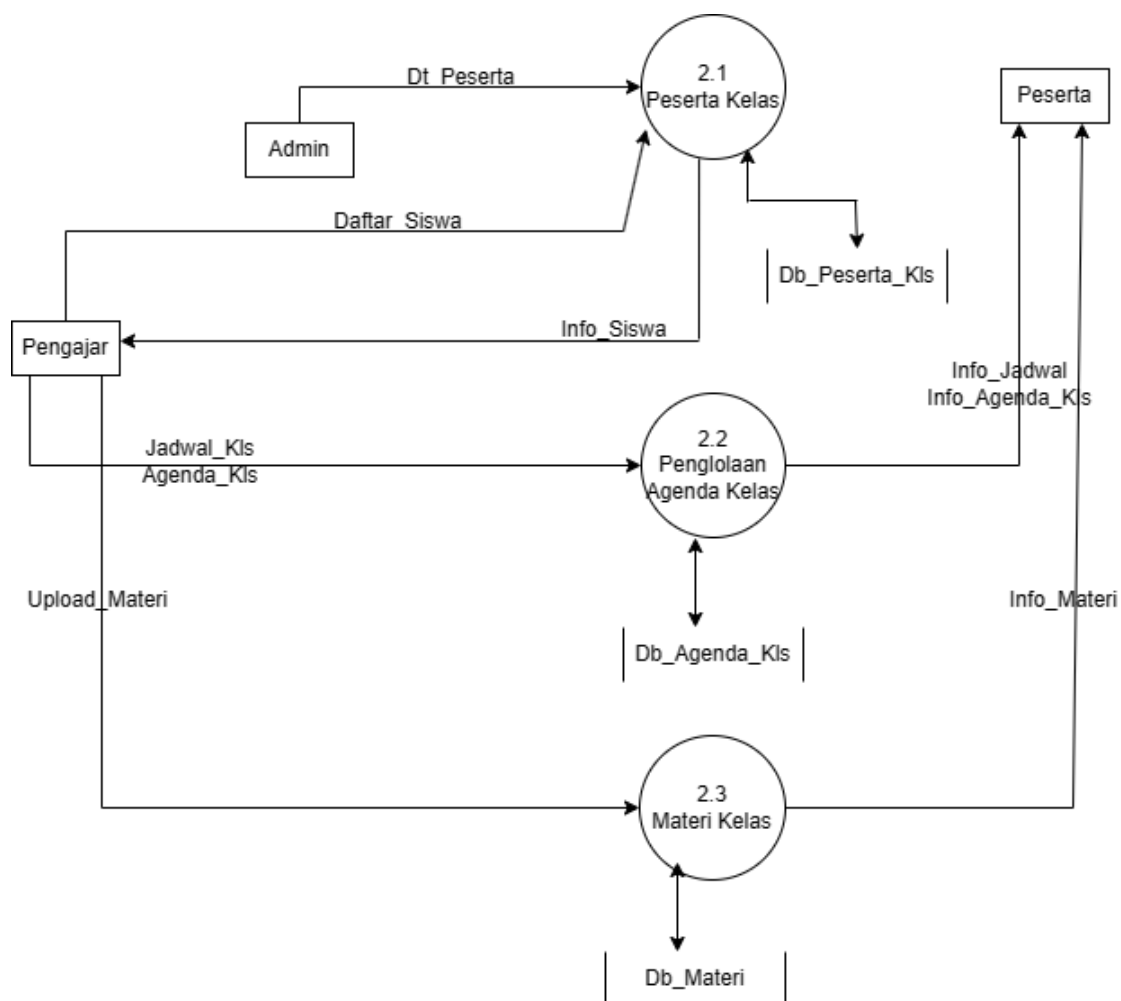 2.1
Peserta Kelas
Dt_Peserta
Peserta
Admin
Daftar_Siswa
Db_Peserta_Kls
Info_Siswa
Pengajar
Info_Jadwal
Info_Agenda_Kls
2.2
Penglolaan
Agenda Kelas
Jadwal_Kls
Agenda_Kls
Upload_Materi
Info_Materi
Db_Agenda_Kls
2.3
Materi Kelas
Db_Materi